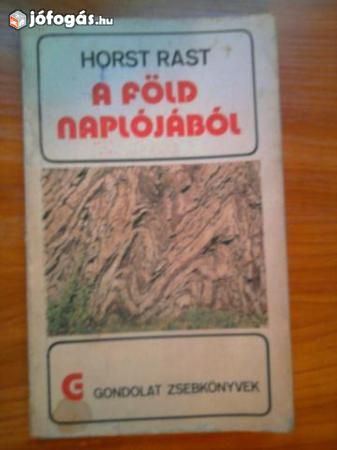 jófogás.hu
HORST RAST
A FÖLD
NAPLÓJÁBÓL
G GONDOLAT ZSEBKÖNYVEK